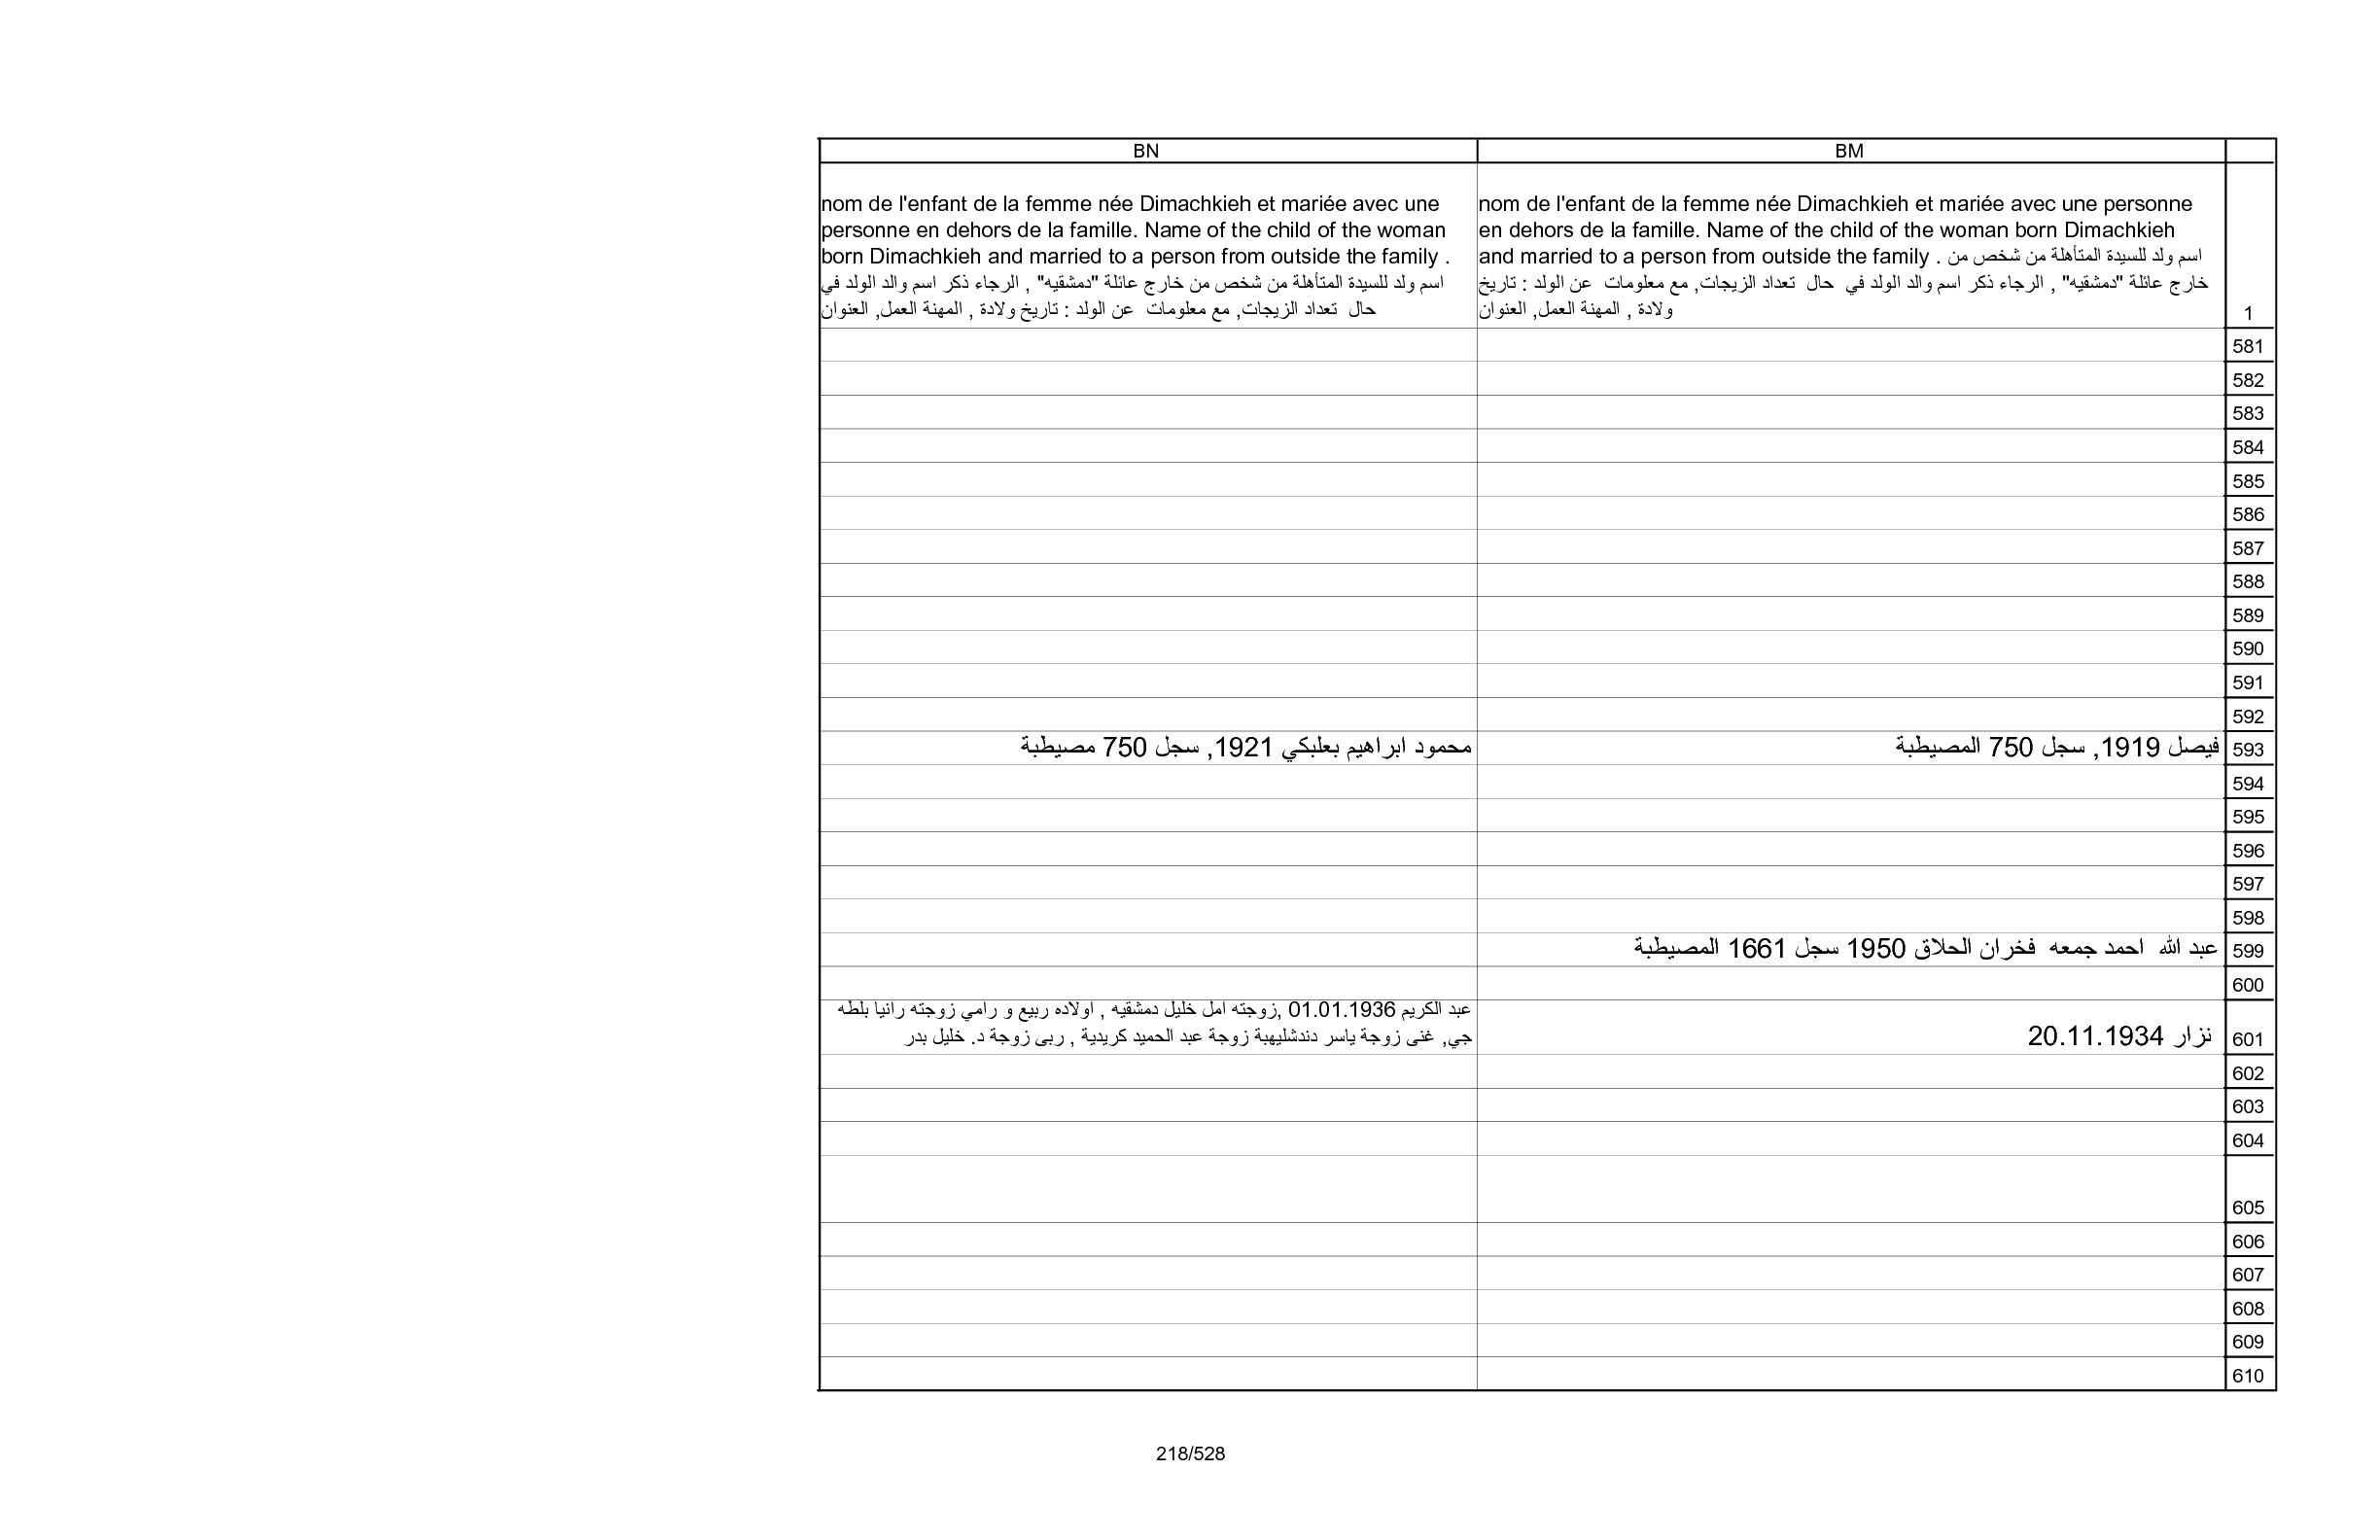 BM
BN
nom de l'enfant de la femme née Dimachkieh et mariée avec une personne
en dehors de la famille. Name of the child of the woman born Dimachkieh
and married to a person from outside the family . اسم ولد للسيدة المتأهلة من شخص من
خارج عائلة "دمشقيه" , الرجاء ذكر اسم والد الولد في حال تعداد الزيجات, مع معلومات عن الولد : تاريخ
ولادة , المهنة العمل, العنوان
nom de l'enfant de la femme née Dimachkieh et mariée avec une
personne en dehors de la famille. Name of the child of the woman
born Dimachkieh and married to a person from outside the family .
اسم ولد للسيدة المتأهلة من شخص من خارج عائلة "دمشقيه" , الرجاء ذكر اسم والد الولد في
حال تعداد الزيجات, مع معلومات عن الولد : تاريخ ولادة , المهنة العمل, العنوان
1
581
582
583
584
585
586
587
588
589
590
591
592
593
فيصل 1919, سجل 750 المصيطبة
محمود ابراهيم بعلبكي 1921, سجل 750 مصيطبة
594
595
596
597
598
599
عبد الله احمد جمعه فخران الحلاق 1950 سجل 1661 المصيطبة
600
601
نزار 20.11.1934
عبد الكريم 01.01.1936 ,زوجته امل خليل دمشقيه , اولاده ربيع و رامي زوجته رانيا بلطه
جي, غنى زوجة ياسر دندشليهبة زوجة عبد الحميد كريدية , ربى زوجة د. خليل بدر
602
603
604
605
606
607
608
609
610
218/528